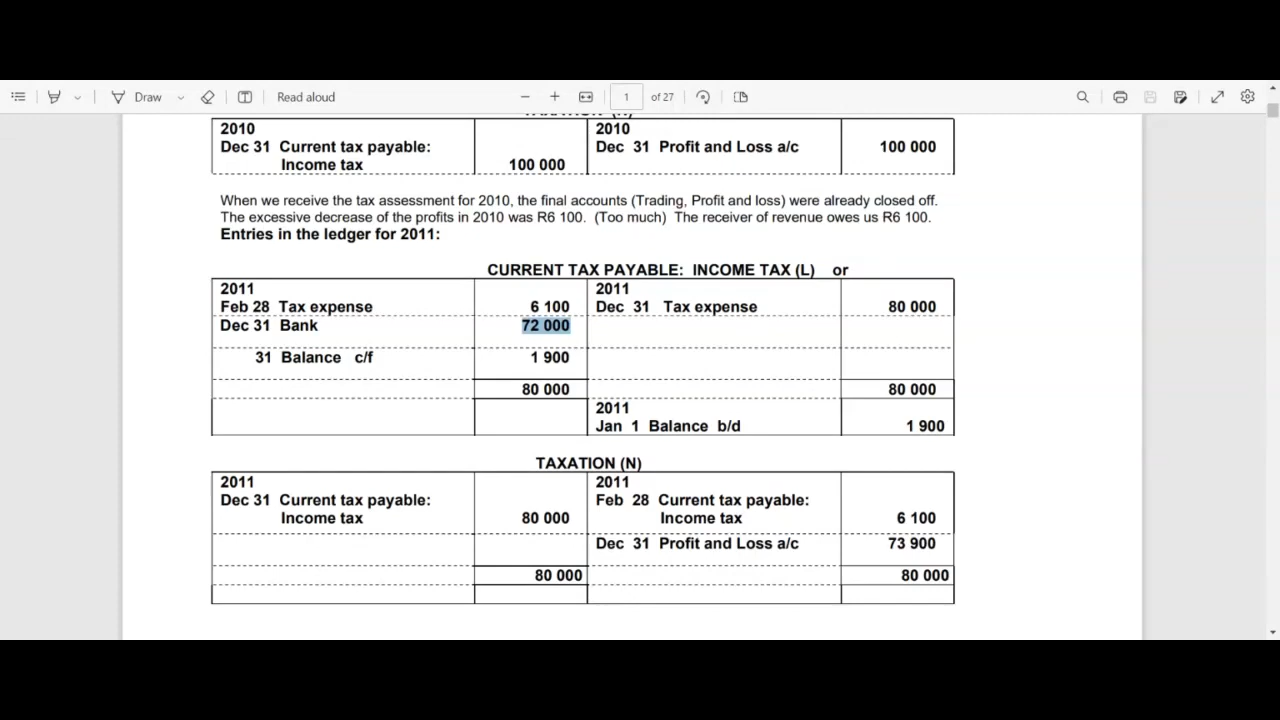 Draw
Read aloud
1 of 27
2010
Dec 31 Current tax payable:
Income tax 100 000
2010
Dec 31 Profit and Loss a/c 100 000
When we receive the tax assessment for 2010, the final accounts (Trading, Profit and loss) were already closed off.
The excessive decrease of the profits in 2010 was R6 100. (Too much) The receiver of revenue owes us R6 100.
Entries in the ledger for 2011:
CURRENT TAX PAYABLE: INCOME TAX (L) or
2011
Feb 28 Tax expense 6 100
Dec 31 Bank 72 000
31 Balance c/f 1 900
80 000
2011
Dec 31 Tax expense 80 000
80 000
2011
Jan 1 Balance b/d 1 900
TAXATION (N)
2011
Dec 31 Current tax payable:
Income tax 80 000
80 000
2011
Feb 28 Current tax payable:
Income tax 6 100
Dec 31 Profit and Loss a/c 73 900
80 000